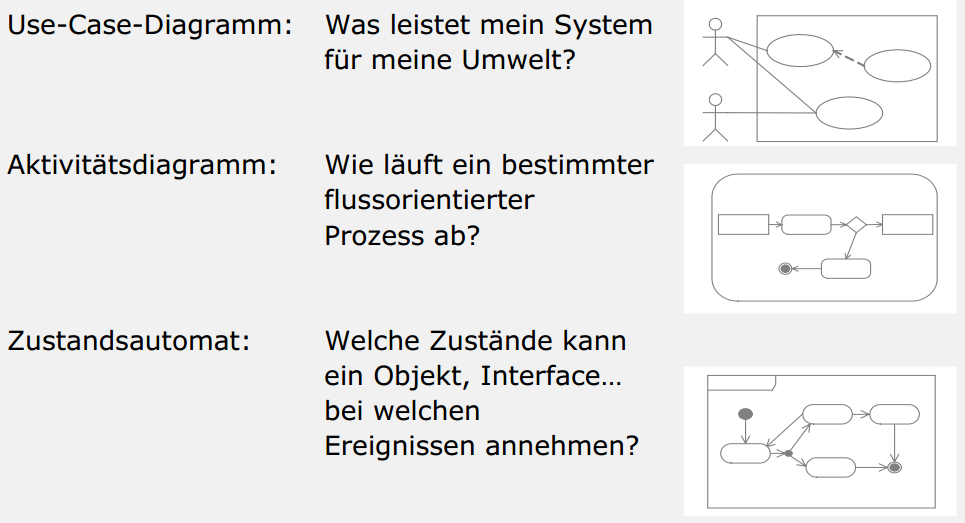 Use-Case-Diagramm: Was leistet mein System
für meine Umwelt?
Aktivitätsdiagramm: Wie läuft ein bestimmter
flussorientierter
Prozess ab?
Zustandsautomat: Welche Zustände kann
ein Objekt, Interface…
bei welchen
Ereignissen annehmen?